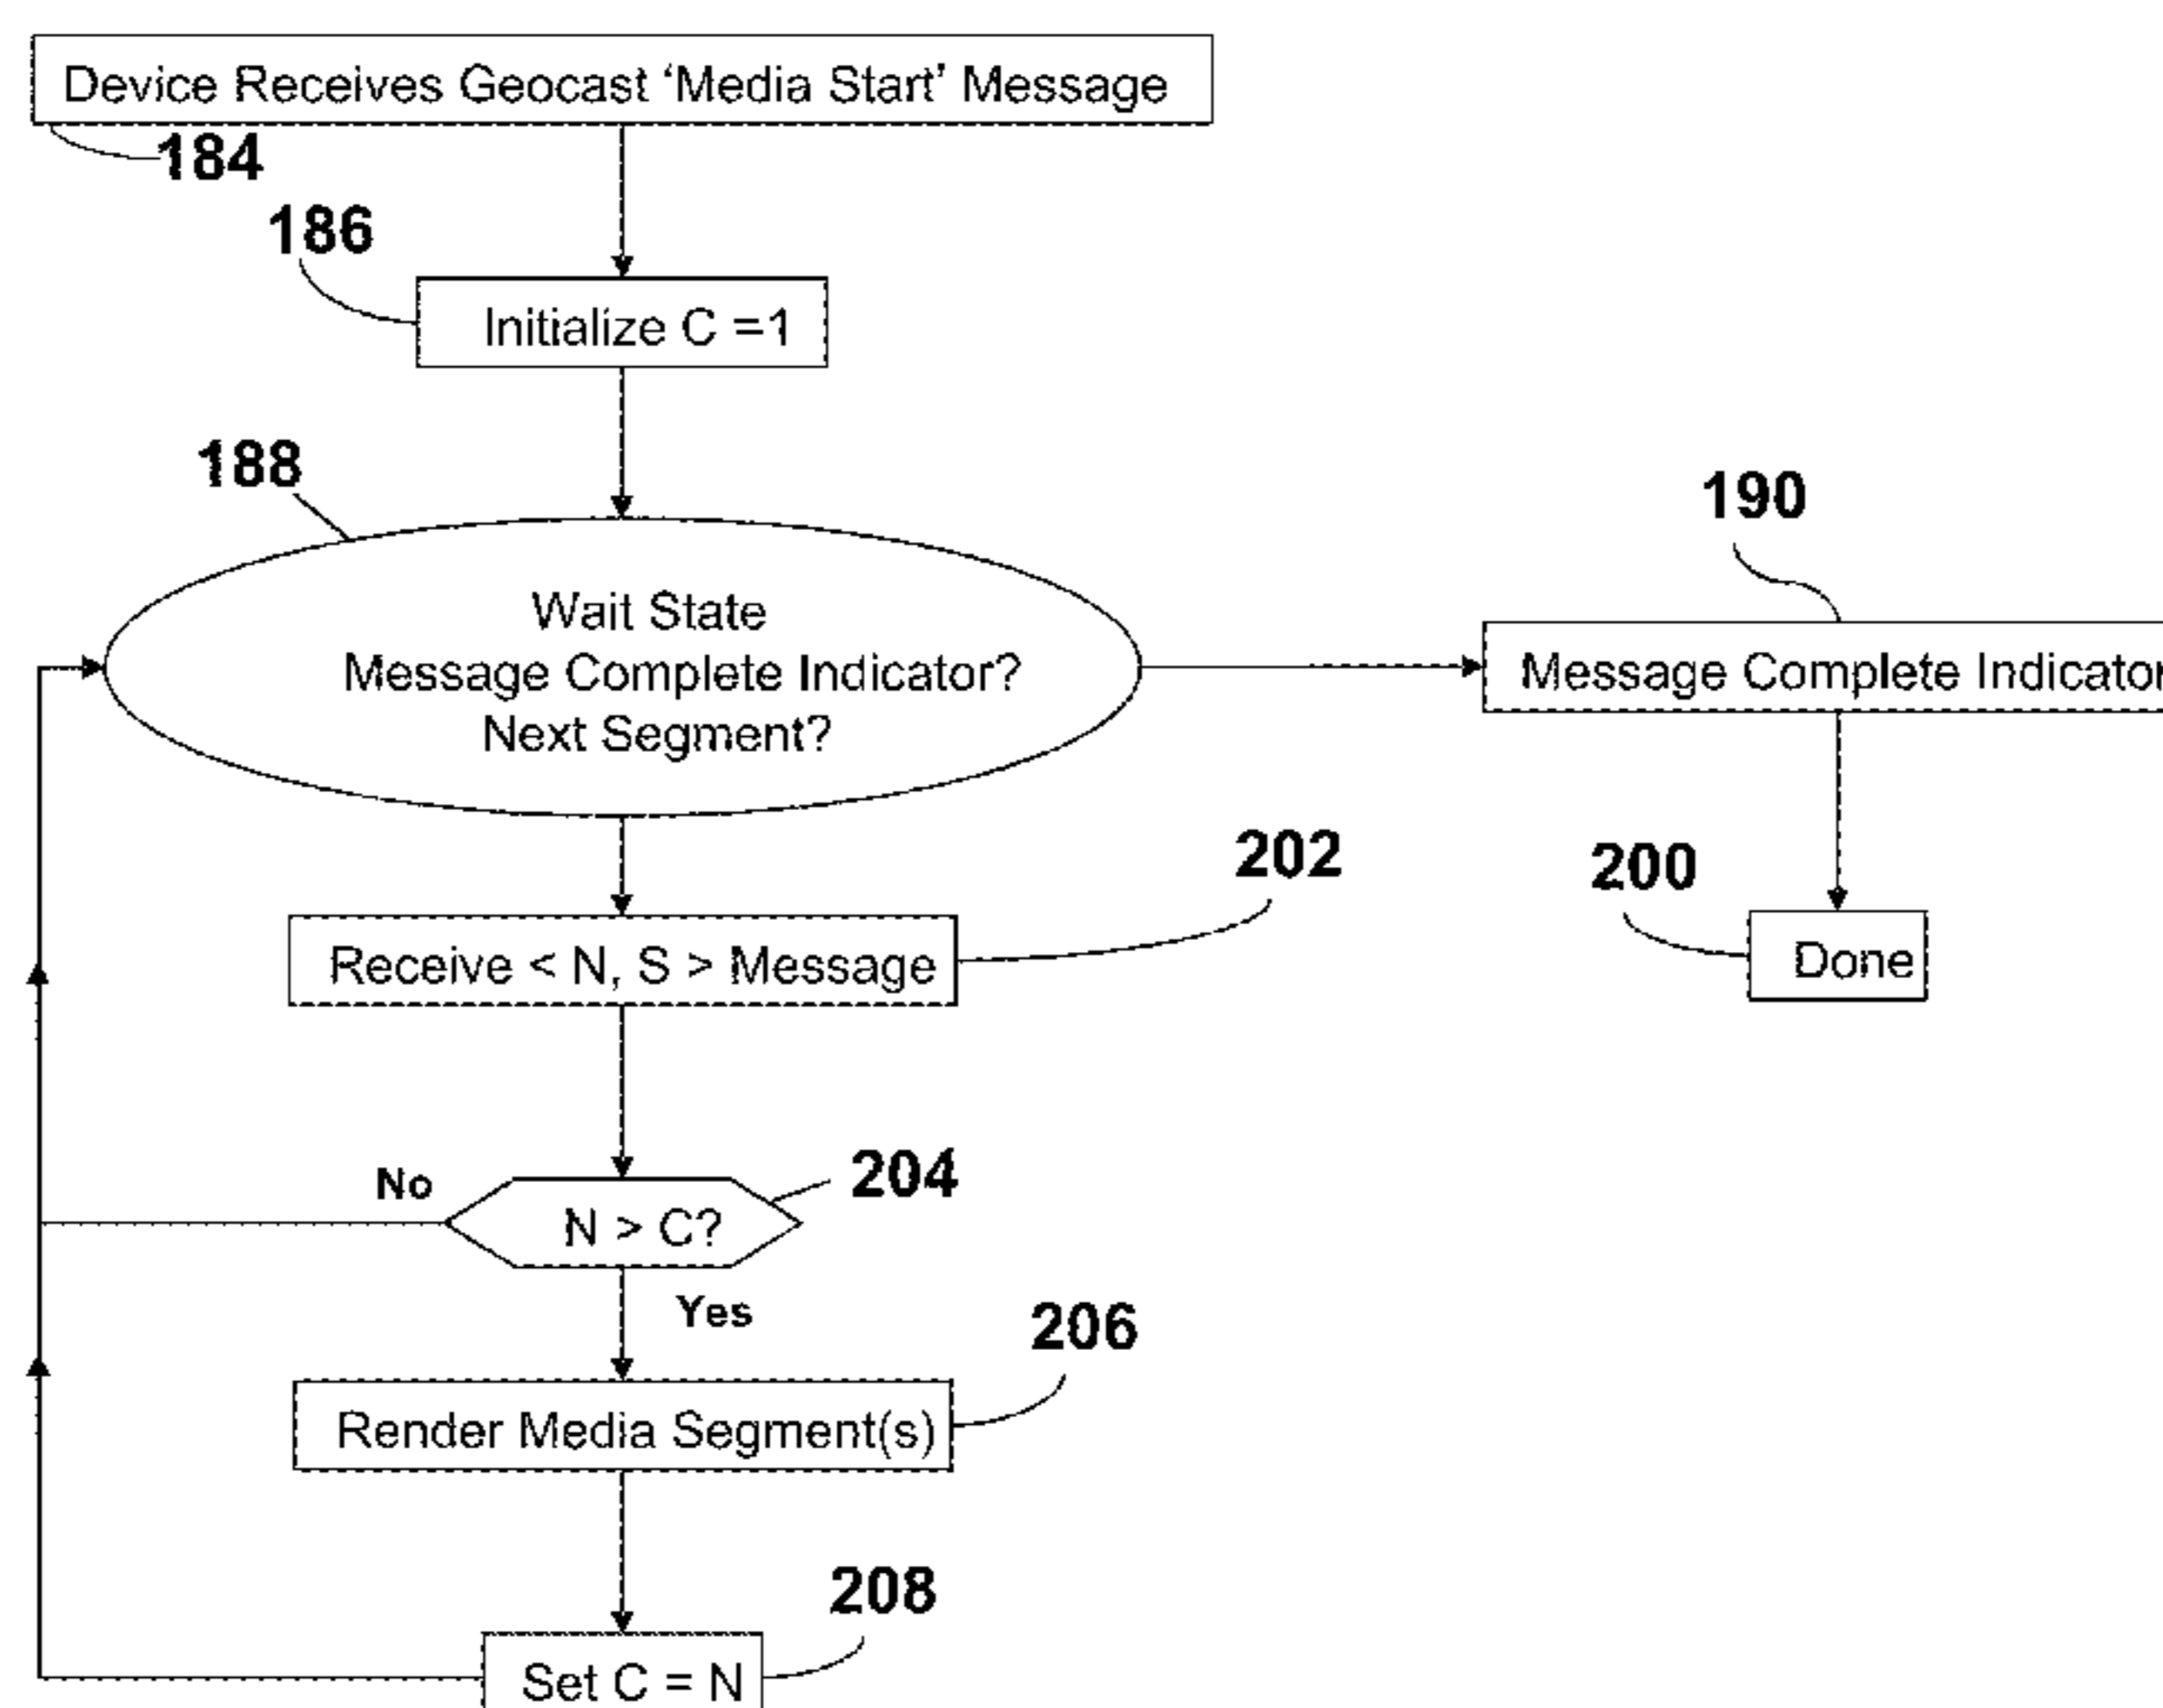 Device Receives Geocast ‘Media Start’ Message
184
186
Initialize C =1
188
Wait State
Message Complete Indicator?
Next Segment?
190
Message Complete Indicator
202
200
Receive < N, S > Message
Done
No
204
N > C?
Yes
206
Render Media Segment(s)
208
Set C = N